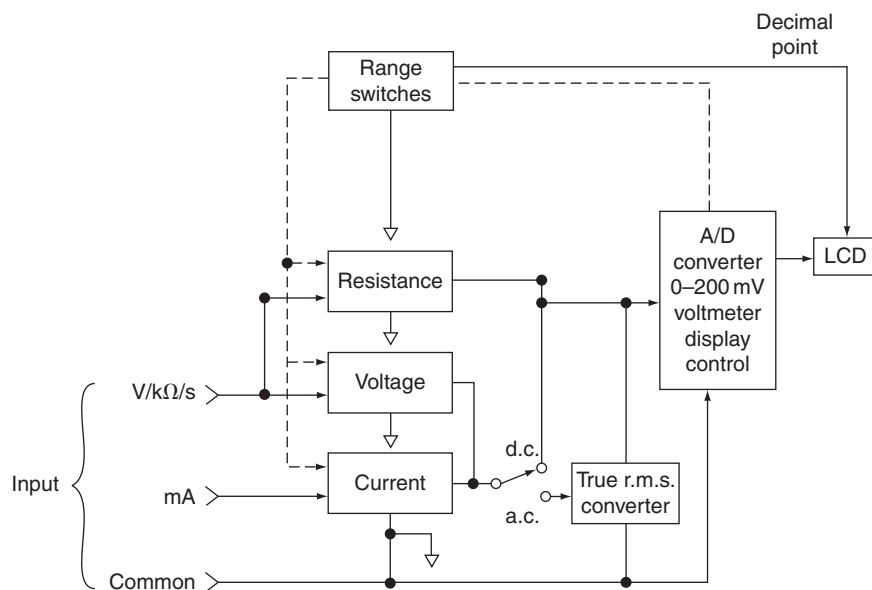 Decimal
point
Range
switches
A/D
converter
0–200 mV
voltmeter
display
control
LCD
Resistance
V/kΩ/s
Voltage
Input
mA
Current
d.c.
a.c.
True r.m.s.
converter
Common